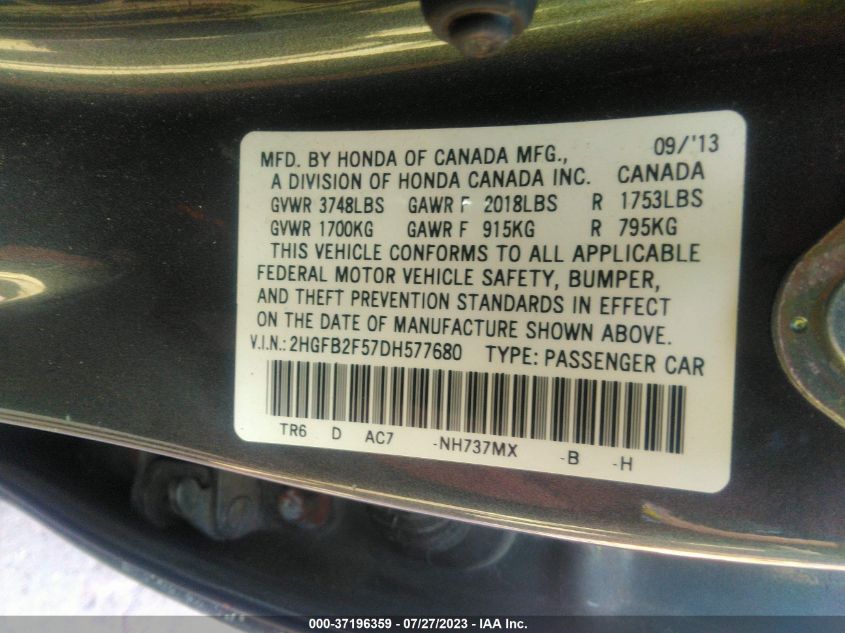 MFD. BY HONDA OF CANADA MFG., 09/'13
A DIVISION OF HONDA CANADA INC. CANADA
GVWR 3748LBS GAWR F 2018LBS R 1753LBS
GVWR 1700KG GAWR F 915KG R 795KG
THIS VEHICLE CONFORMS TO ALL APPLICABLE
FEDERAL MOTOR VEHICLE SAFETY, BUMPER,
AND THEFT PREVENTION STANDARDS IN EFFECT
ON THE DATE OF MANUFACTURE SHOWN ABOVE.
V.I.N.: 2HGFB2F57DH577680 TYPE: PASSENGER CAR
TR6 D AC7 -NH737MX -B -H
000-37196359 / 07/27/2023 - IAA Inc.